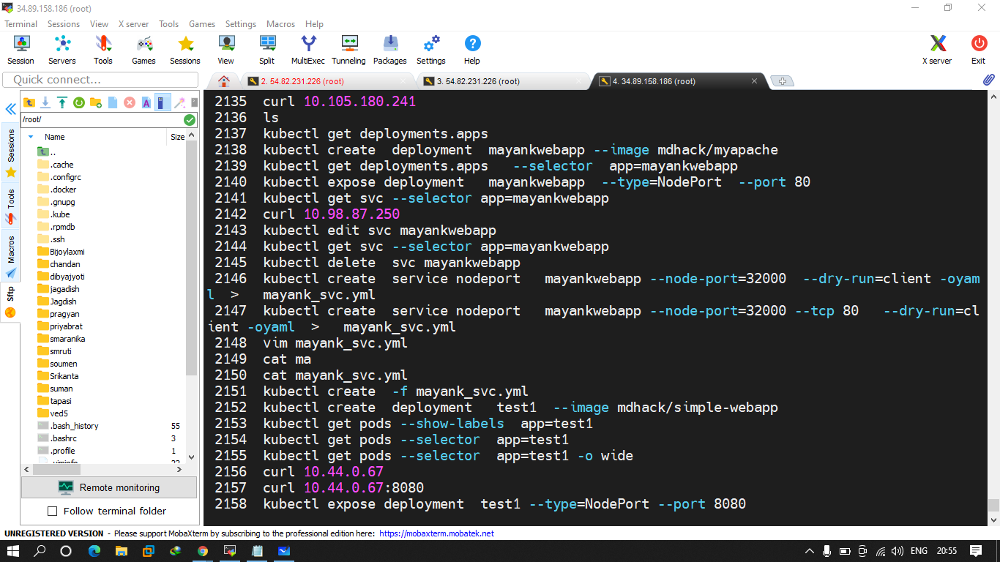 34.89.158.186 (root)
Terminal Sessions View X server Tools Games Settings Macros Help
Session Servers Tools Games Sessions View Split MultiExec Tunneling Packages Settings Help X server Exit
Quick connect...
2. 54.82.231.226 (root) 3. 54.82.231.226 (root) 4. 34.89.158.186 (root)
/root/
Name Size
..
.cache
.configrc
.docker
.gnupg
.kube
.rpmdb
.ssh
Bijoylaxmi
chandan
dibyajyoti
jagadish
Jagdish
pragyan
priyabrat
smaranika
smruti
soumen
Srikanta
suman
tapasi
ved5
.bash_history 55
.bashrc 3
.profile 1
.viminfo 22
Sessions
Tools
Macros
Sftp
Remote monitoring
Follow terminal folder
2135 curl 10.105.180.241
2136 ls
2137 kubectl get deployments.apps
2138 kubectl create deployment mayankwebapp --image mdhack/myapache
2139 kubectl get deployments.apps --selector app=mayankwebapp
2140 kubectl expose deployment mayankwebapp --type=NodePort --port 80
2141 kubectl get svc --selector app=mayankwebapp
2142 curl 10.98.87.250
2143 kubectl edit svc mayankwebapp
2144 kubectl get svc --selector app=mayankwebapp
2145 kubectl delete svc mayankwebapp
2146 kubectl create service nodeport mayankwebapp --node-port=32000 --dry-run=client -oyam
l > mayank_svc.yml
2147 kubectl create service nodeport mayankwebapp --node-port=32000 --tcp 80 --dry-run=cl
ient -oyaml > mayank_svc.yml
2148 vim mayank_svc.yml
2149 cat ma
2150 cat mayank_svc.yml
2151 kubectl create -f mayank_svc.yml
2152 kubectl create deployment test1 --image mdhack/simple-webapp
2153 kubectl get pods --show-labels app=test1
2154 kubectl get pods --selector app=test1
2155 kubectl get pods --selector app=test1 -o wide
2156 curl 10.44.0.67
2157 curl 10.44.0.67:8080
2158 kubectl expose deployment test1 --type=NodePort --port 8080
UNREGISTERED VERSION - Please support MobaXterm by subscribing to the professional edition here: https://mobaxterm.mobatek.net
ENG 20:55